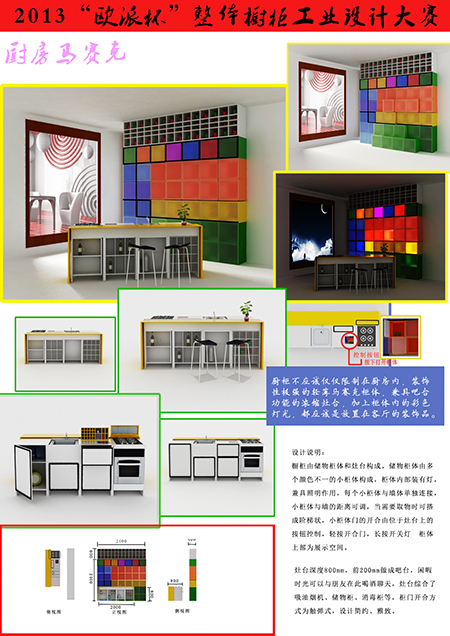 2013“欧派杯”整体橱柜工业设计大赛
厨房马赛克
控制按钮
橱柜不应该仅仅限制在厨房内，装饰
性极强的轻草马赛克柜体，兼具吧台
功能的浓缩灶台，加上柜体内的彩色
灯光，都应该是放置在客厅的装饰品。
设计说明：
橱柜由储物柜体和灶台构成。储物柜体由多
个颜色不一的小柜体构成，柜体内部装有灯，
兼具照明作用。每个小柜体与墙体单独连接，
小柜体与墙的距离可调。当需要取物时可搭
成阶梯状。小柜体门的开合由位于灶台上的
按钮控制。轻按开合门，长按开关灯 柜体
上部为展示空间。
灶台深度800mm，前200mm做成吧台，闲暇
时光可以与朋友在此喝酒聊天。灶台综合了
吸油烟机、储物柜、消毒柜等。柜门开合方
式为触弹式，设计简约、雅致。
2100
2000
俯视图
正视图
侧视图